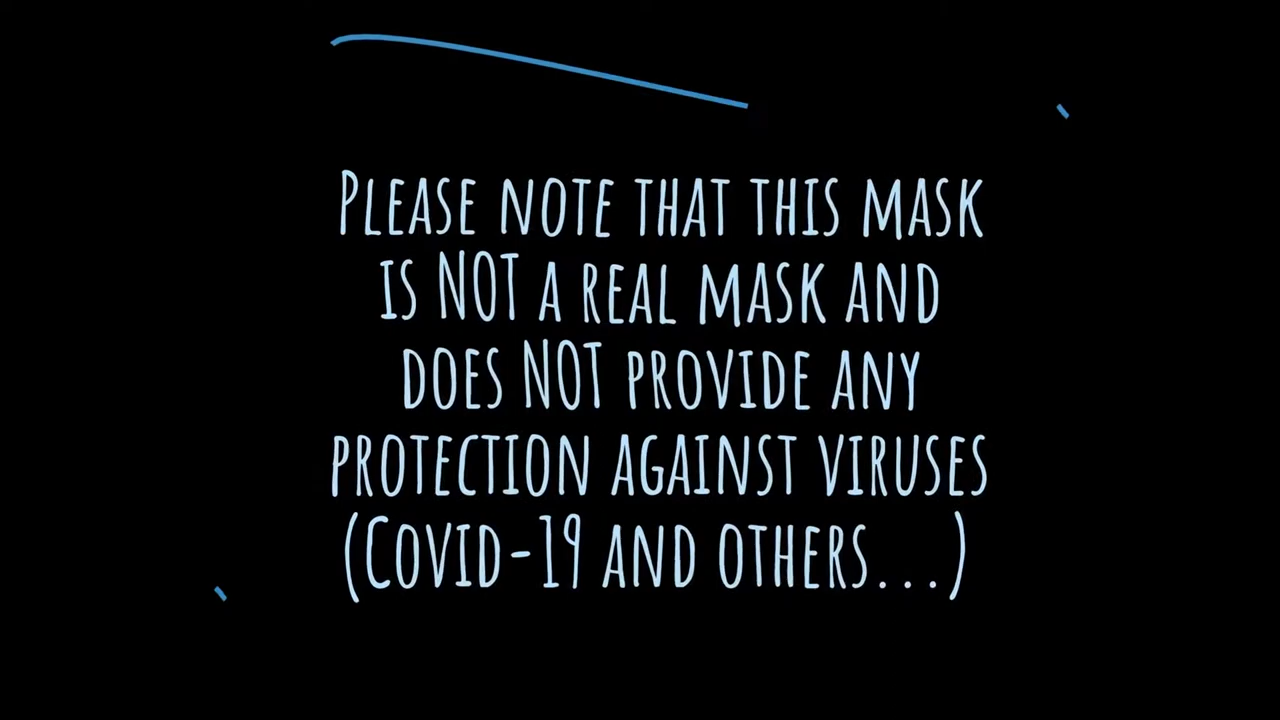 Please note that this mask
is NOT a real mask and
does NOT provide any
protection against viruses
(Covid-19 and others...)